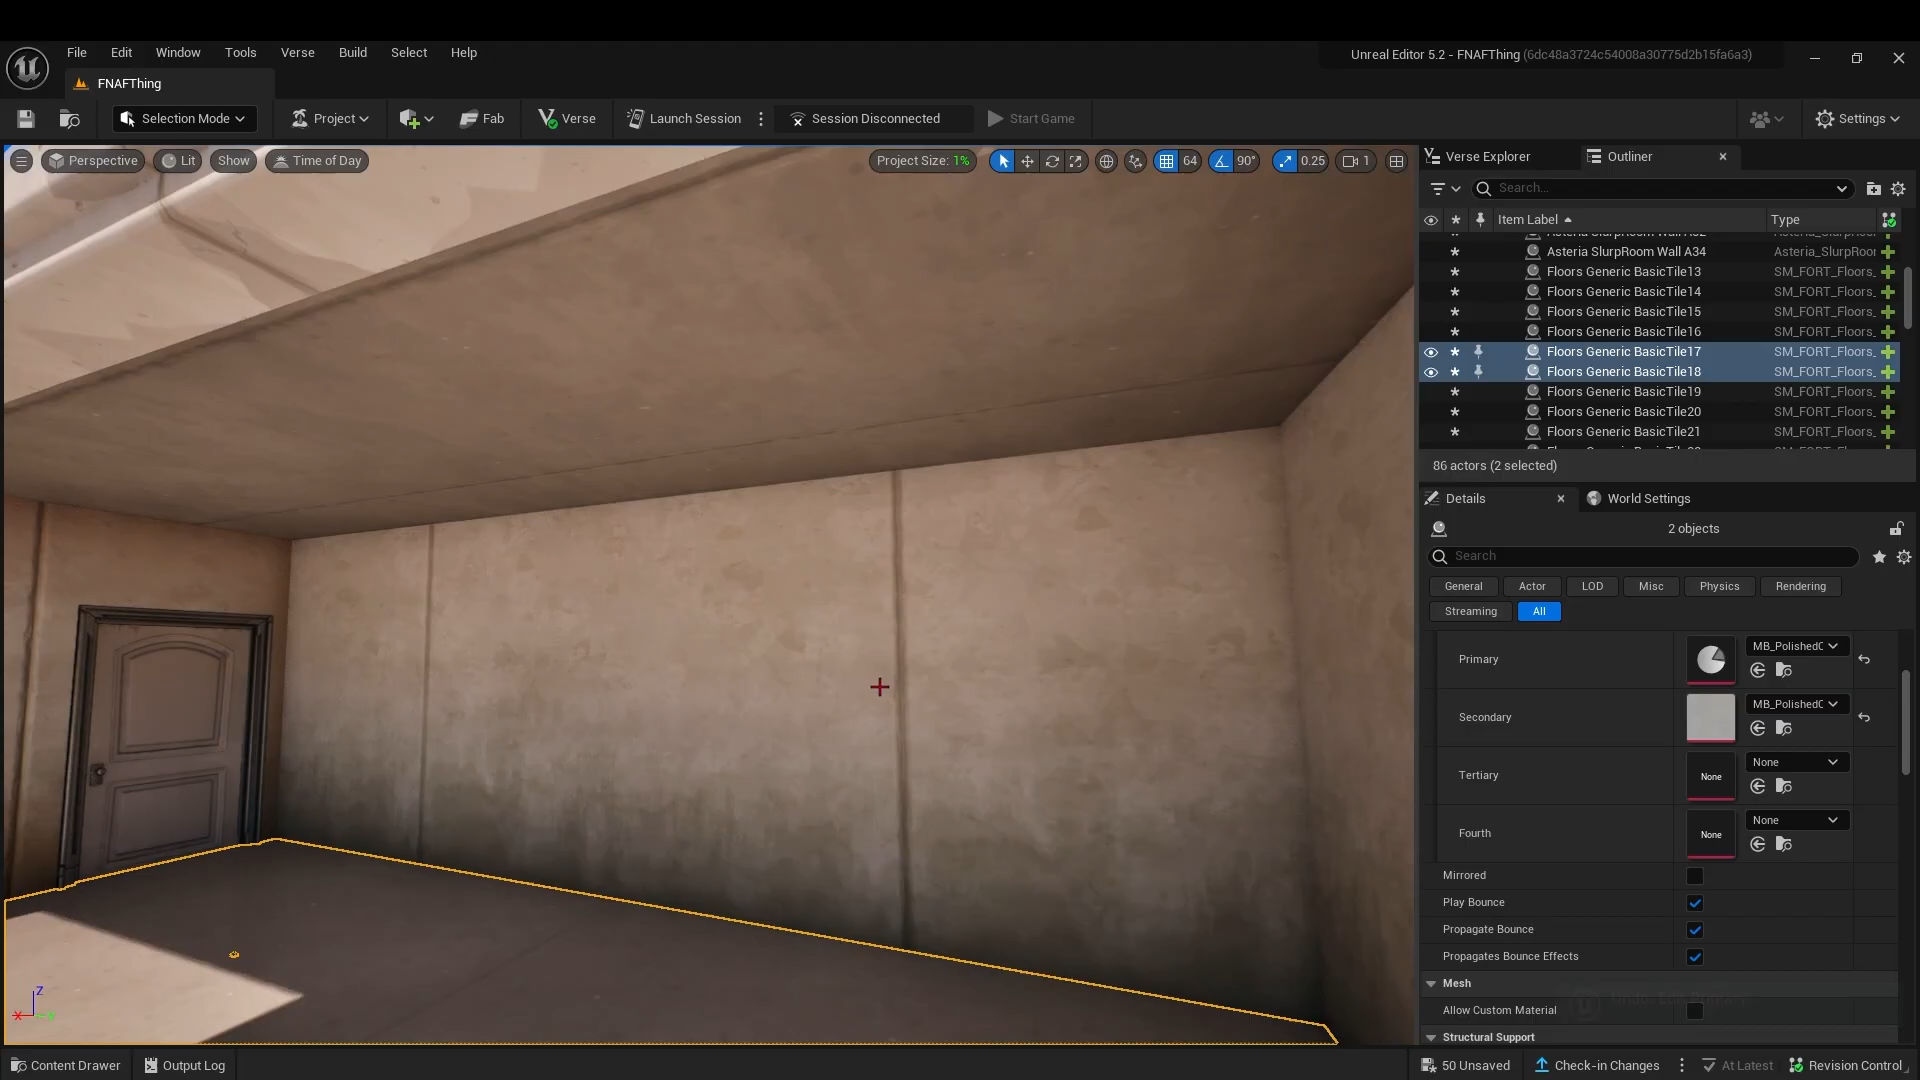 File Edit Window Tools Verse Build Select Help
Unreal Editor 5.2 - FNAFThing (6dc48a3724c54008a30775d2b15fa6a3)
FNAFThing
Selection Mode Project Fab Verse Launch Session Session Disconnected Start Game Settings
Perspective Lit Show Time of Day Project Size: 1% 64 90° 0.25 1
Verse Explorer Outliner
Search...
Item Label Type
Asteria SlurpRoom Wall A34 Asteria_SlurpRoor
Floors Generic BasicTile13 SM_FORT_Floors_
Floors Generic BasicTile14 SM_FORT_Floors_
Floors Generic BasicTile15 SM_FORT_Floors_
Floors Generic BasicTile16 SM_FORT_Floors_
Floors Generic BasicTile17 SM_FORT_Floors_
Floors Generic BasicTile18 SM_FORT_Floors_
Floors Generic BasicTile19 SM_FORT_Floors_
Floors Generic BasicTile20 SM_FORT_Floors_
Floors Generic BasicTile21 SM_FORT_Floors_
86 actors (2 selected)
Details World Settings
2 objects
Search
General Actor LOD Misc Physics Rendering
Streaming All
Primary MB_PolishedC
Secondary MB_PolishedC
Tertiary None None
Fourth None None
Mirrored
Play Bounce
Propagate Bounce
Propagates Bounce Effects
Mesh
Allow Custom Material
Structural Support
Z
X
Content Drawer Output Log 50 Unsaved Check-in Changes At Latest Revision Control